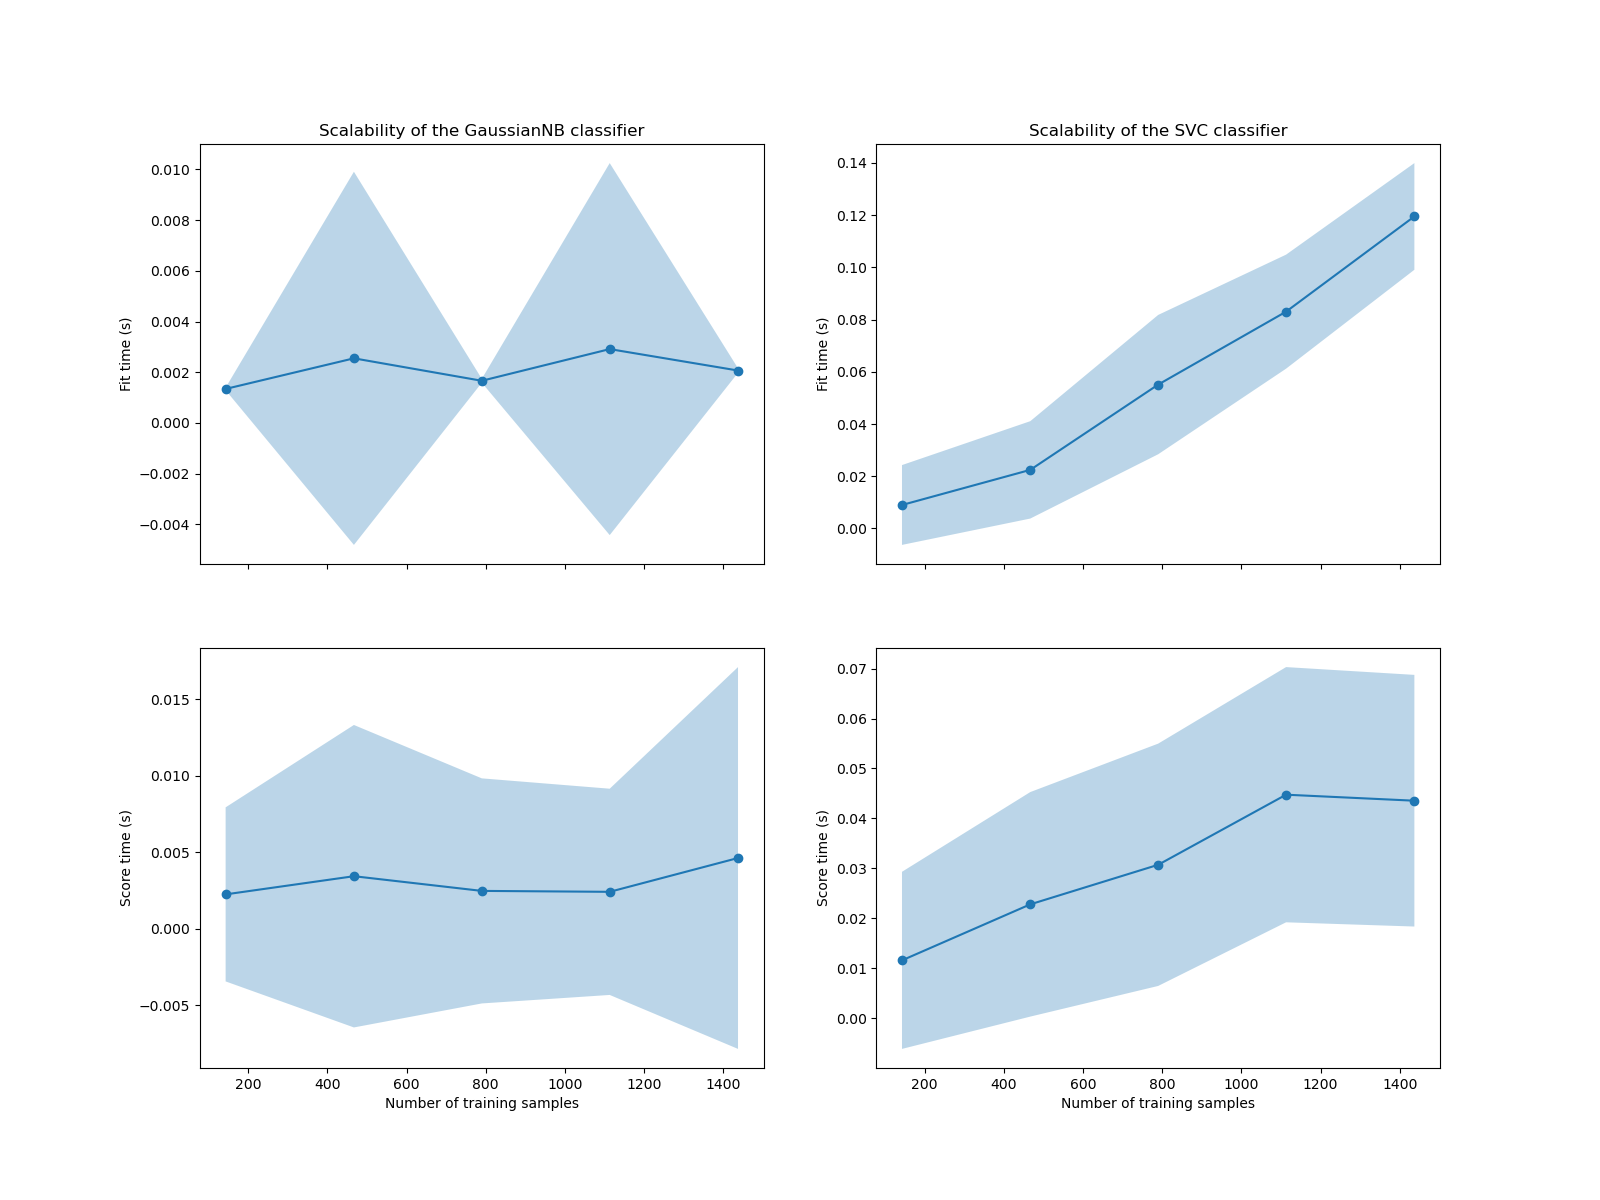 Scalability of the GaussianNB classifier
0.010
0.008
0.006
0.004
0.002
0.000
−0.002
−0.004
Fit time (s)
Scalability of the SVC classifier
0.14
0.12
0.10
0.08
0.06
0.04
0.02
0.00
Fit time (s)
0.015
0.010
0.005
0.000
−0.005
Score time (s)
200 400 600 800 1000 1200 1400
Number of training samples
0.07
0.06
0.05
0.04
0.03
0.02
0.01
0.00
Score time (s)
200 400 600 800 1000 1200 1400
Number of training samples